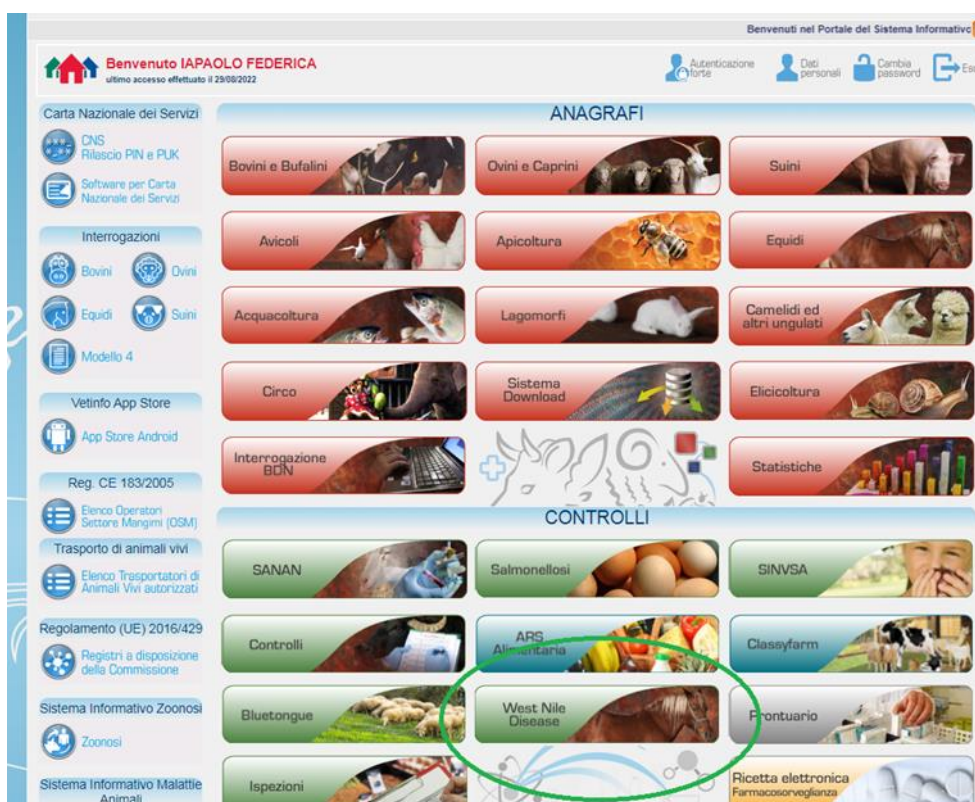 Benvenuti nel Portale del Sistema Informativo
Benvenuto IAPAOLO FEDERICA
ultimo accesso effettuato il 29/08/2022
Autenticazione
forte
Dati
personali
Cambia
password
Carta Nazionale dei Servizi
CNS
Rilascio PIN e PUK
Software per Carta
Nazionale dei Servizi
Interrogazioni
Bovini
Ovini
Equidi
Suini
Modello 4
Vetinfo App Store
App Store Android
Reg. CE 183/2005
Elenco Operatori
Settore Mangimi (OSM)
Trasporto di animali vivi
Elenco Trasportatori di
Animali Vivi autorizzati
Regolamento (UE) 2016/429
Registri a disposizione
della Commissione
Sistema Informativo Zoonosi
Zoonosi
Sistema Informativo Malattie
Animali
ANAGRAFI
Bovini e Bufalini
Ovini e Caprini
Suini
Avicoli
Apicoltura
Equidi
Acquacoltura
Lagomorfi
Camelidi ed
altri ungulati
Circo
Sistema
Download
Elicicoltura
Interrogazione
BDN
Statistiche
CONTROLLI
SANAN
Salmonellosi
SINVSA
Controlli
ARS
Alimentaria
Classyfarm
Bluetongue
West Nile
Disease
Prontuario
Ispezioni
Ricetta elettronica
Farmacosorveglianza